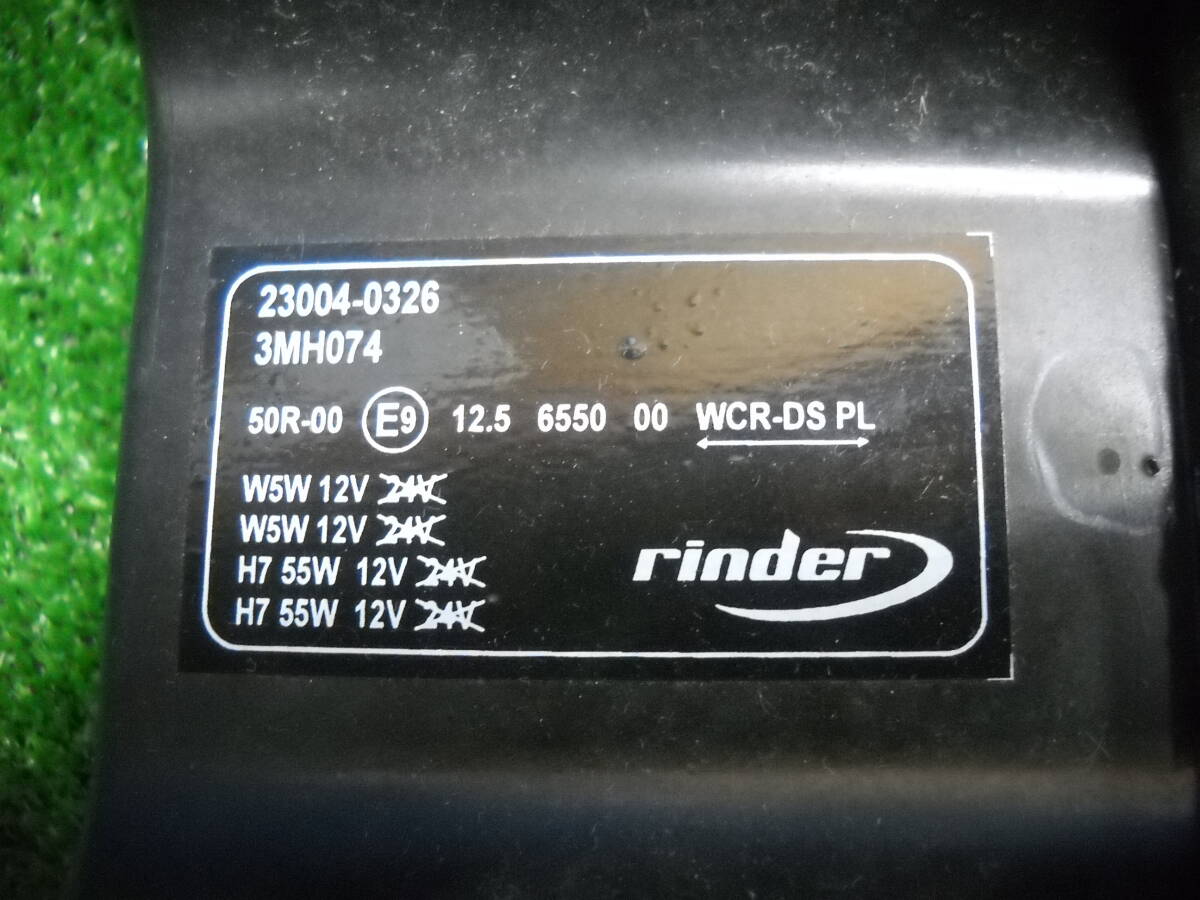 23004-0326
3MH074
50R-00 E9 12.5 6550 00 WCR-DS PL
W5W 12V 24V
W5W 12V 24V
H7 55W 12V 24V
H7 55W 12V 24V
rinder